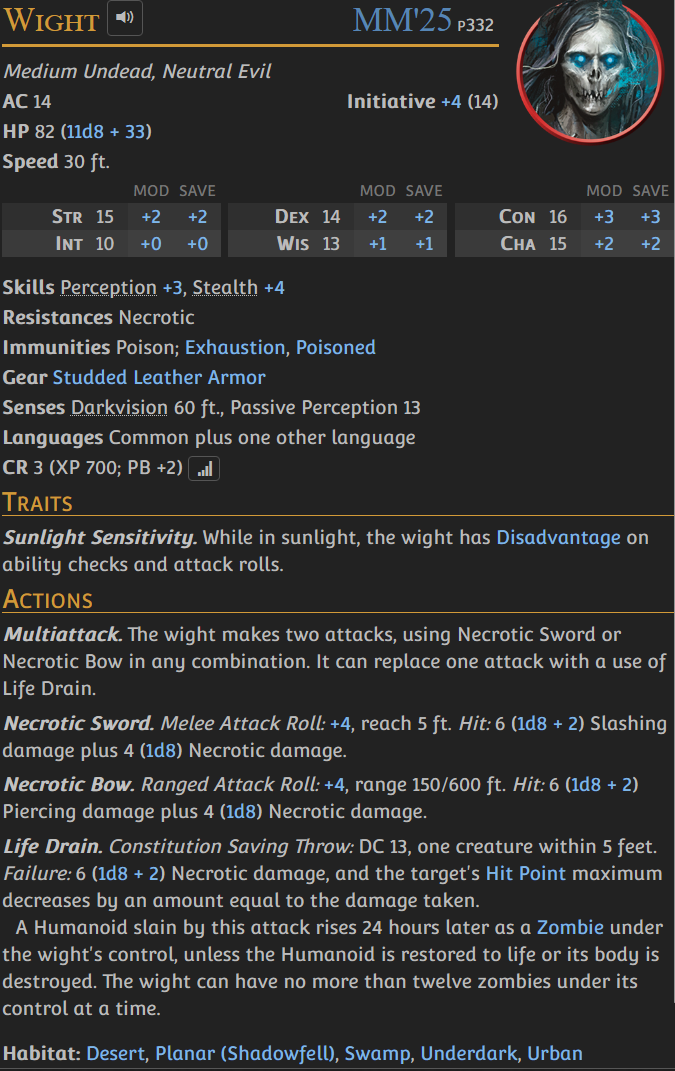 WIGHT MM'25 P332
Medium Undead, Neutral Evil
AC 14 Initiative +4 (14)
HP 82 (11d8 + 33)
Speed 30 ft.
MOD SAVE MOD SAVE MOD SAVE
STR 15 +2 +2 DEX 14 +2 +2 CON 16 +3 +3
INT 10 +0 +0 WIS 13 +1 +1 CHA 15 +2 +2
Skills Perception +3, Stealth +4
Resistances Necrotic
Immunities Poison; Exhaustion, Poisoned
Gear Studded Leather Armor
Senses Darkvision 60 ft., Passive Perception 13
Languages Common plus one other language
CR 3 (XP 700; PB +2)
TRAITS
Sunlight Sensitivity. While in sunlight, the wight has Disadvantage on
ability checks and attack rolls.
ACTIONS
Multiattack. The wight makes two attacks, using Necrotic Sword or
Necrotic Bow in any combination. It can replace one attack with a use of
Life Drain.
Necrotic Sword. Melee Attack Roll: +4, reach 5 ft. Hit: 6 (1d8 + 2) Slashing
damage plus 4 (1d8) Necrotic damage.
Necrotic Bow. Ranged Attack Roll: +4, range 150/600 ft. Hit: 6 (1d8 + 2)
Piercing damage plus 4 (1d8) Necrotic damage.
Life Drain. Constitution Saving Throw: DC 13, one creature within 5 feet.
Failure: 6 (1d8 + 2) Necrotic damage, and the target's Hit Point maximum
decreases by an amount equal to the damage taken.
A Humanoid slain by this attack rises 24 hours later as a Zombie under
the wight's control, unless the Humanoid is restored to life or its body is
destroyed. The wight can have no more than twelve zombies under its
control at a time.
Habitat: Desert, Planar (Shadowfell), Swamp, Underdark, Urban